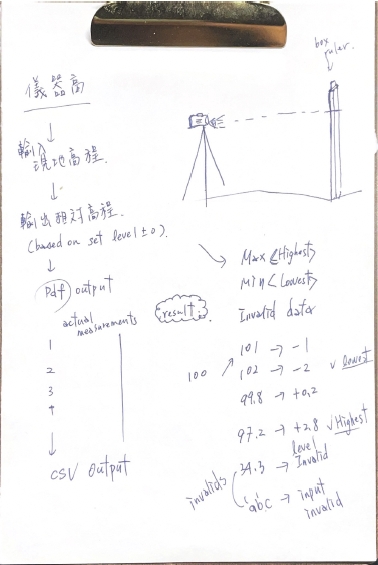 儀器高
輸入
現地高程.
輸出相對高程.
(based on set level ±0).
Pdf output
actual
measurements
1
2
3
4
CSV output
box
ruler.
Max <Highest>
Min <Lowest>
result.
Invalid data
100
101 → -1
102 → -2 ✓ lowest
99.8 → +0.2
97.2 → +2.8 ✓ Highest
34.3 → level Invalid
invalids
'abc' → input
invalid